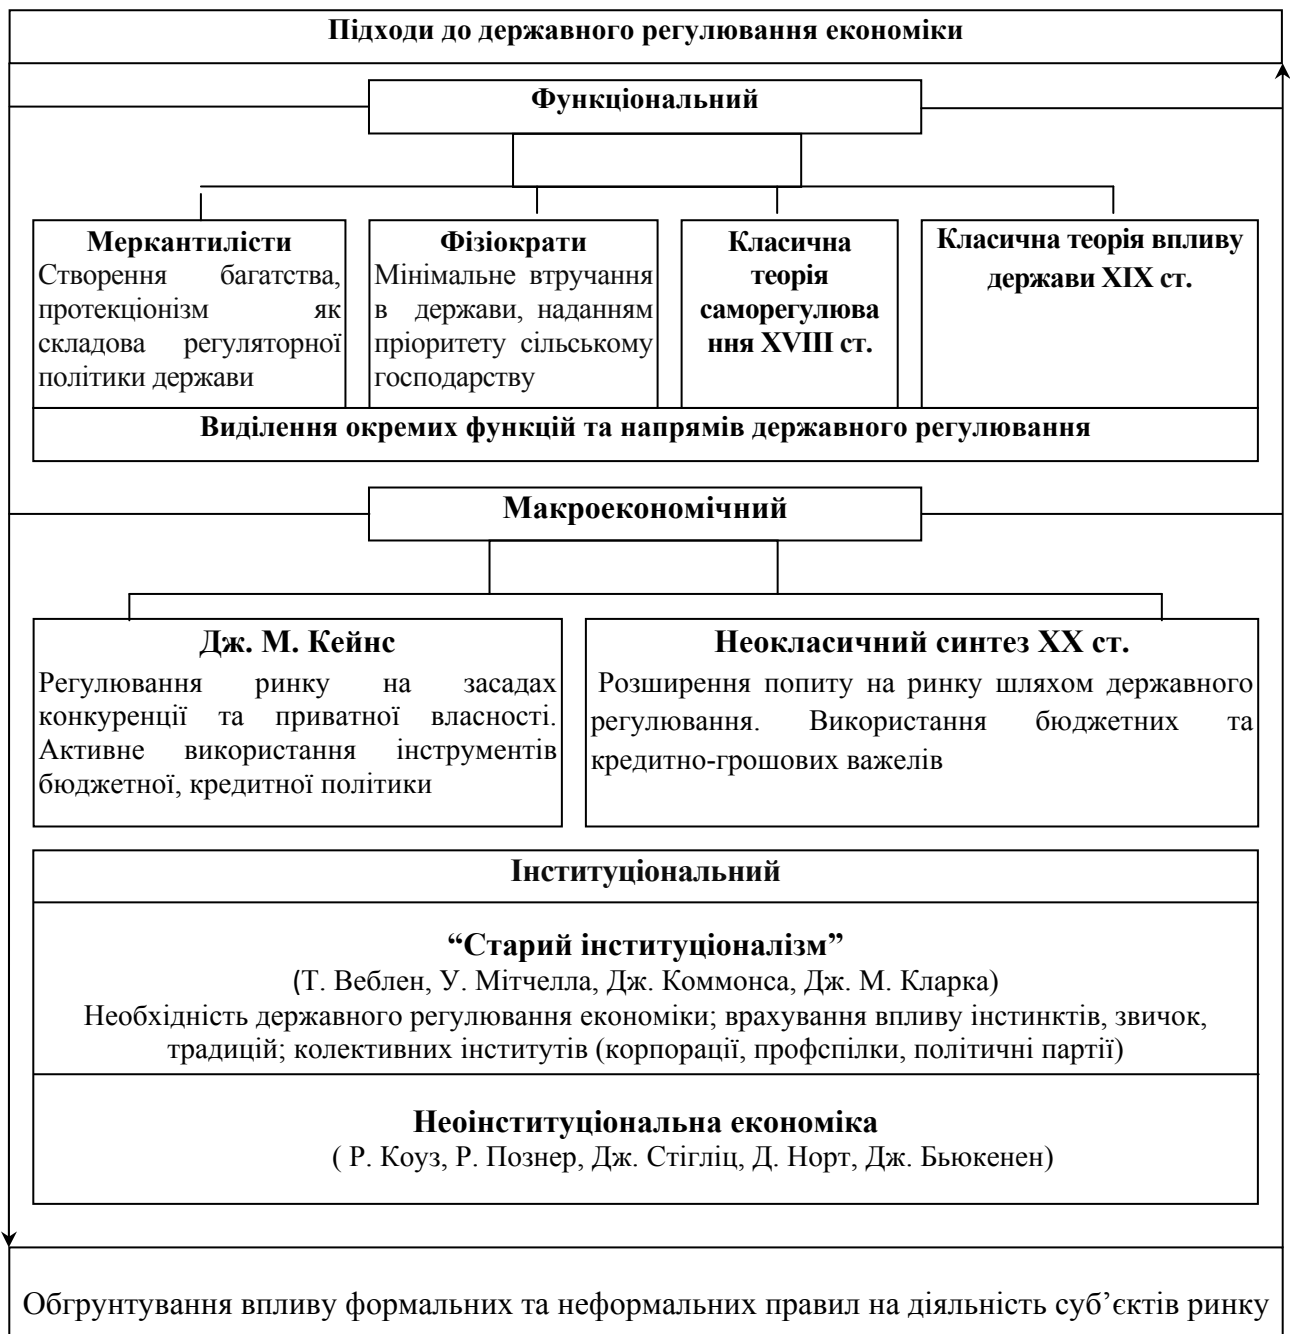 Підходи до державного регулювання економіки
Функціональний
Меркантилісти
Створення багатства,
протекціонізм як
складова регуляторної
політики держави
Фізіократи
Мінімальне втручання
в держави, наданням
пріоритету сільському
господарству
Класична
теорія
саморегулюва
ння XVIII ст.
Класична теорія впливу
держави XIX ст.
Виділення окремих функцій та напрямів державного регулювання
Макроекономічний
Дж. М. Кейнс
Регулювання ринку на засадах
конкуренції та приватної власності.
Активне використання інструментів
бюджетної, кредитної політики
Неокласичний синтез XX ст.
Розширення попиту на ринку шляхом державного
регулювання. Використання бюджетних та
кредитно-грошових важелів
Інституціональний
“Старий інституціоналізм”
(Т. Веблен, У. Мітчелла, Дж. Коммонса, Дж. М. Кларка)
Необхідність державного регулювання економіки; врахування впливу інстинктів, звичок,
традицій; колективних інститутів (корпорації, профспілки, політичні партії)
Неоінституціональна економіка
( Р. Коуз, Р. Познер, Дж. Стігліц, Д. Норт, Дж. Бьюкенен)
Обгрунтування впливу формальних та неформальних правил на діяльність суб’єктів ринку